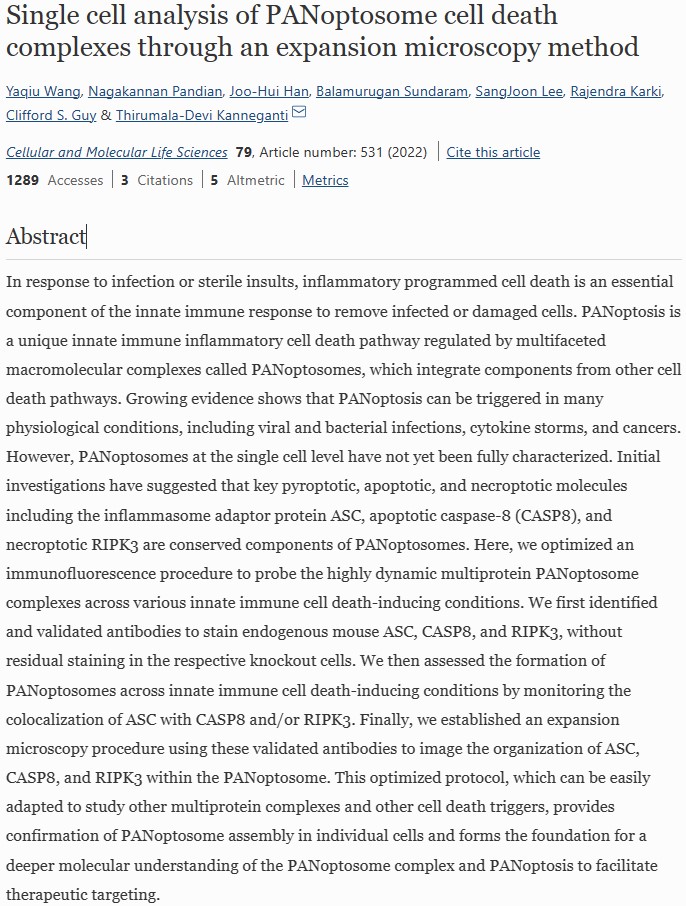 Single cell analysis of PANoptosome cell death
complexes through an expansion microscopy method
Yaqiu Wang, Nagakannan Pandian, Joo-Hui Han, Balamurugan Sundaram, SangJoon Lee, Rajendra Karki,
Clifford S. Guy & Thirumala-Devi Kanneganti
Cellular and Molecular Life Sciences 79, Article number: 531 (2022) | Cite this article
1289 Accesses | 3 Citations | 5 Altmetric | Metrics
Abstract
In response to infection or sterile insults, inflammatory programmed cell death is an essential
component of the innate immune response to remove infected or damaged cells. PANoptosis is
a unique innate immune inflammatory cell death pathway regulated by multifaceted
macromolecular complexes called PANoptosomes, which integrate components from other cell
death pathways. Growing evidence shows that PANoptosis can be triggered in many
physiological conditions, including viral and bacterial infections, cytokine storms, and cancers.
However, PANoptosomes at the single cell level have not yet been fully characterized. Initial
investigations have suggested that key pyroptotic, apoptotic, and necroptotic molecules
including the inflammasome adaptor protein ASC, apoptotic caspase-8 (CASP8), and
necroptotic RIPK3 are conserved components of PANoptosomes. Here, we optimized an
immunofluorescence procedure to probe the highly dynamic multiprotein PANoptosome
complexes across various innate immune cell death-inducing conditions. We first identified
and validated antibodies to stain endogenous mouse ASC, CASP8, and RIPK3, without
residual staining in the respective knockout cells. We then assessed the formation of
PANoptosomes across innate immune cell death-inducing conditions by monitoring the
colocalization of ASC with CASP8 and/or RIPK3. Finally, we established an expansion
microscopy procedure using these validated antibodies to image the organization of ASC,
CASP8, and RIPK3 within the PANoptosome. This optimized protocol, which can be easily
adapted to study other multiprotein complexes and other cell death triggers, provides
confirmation of PANoptosome assembly in individual cells and forms the foundation for a
deeper molecular understanding of the PANoptosome complex and PANoptosis to facilitate
therapeutic targeting.